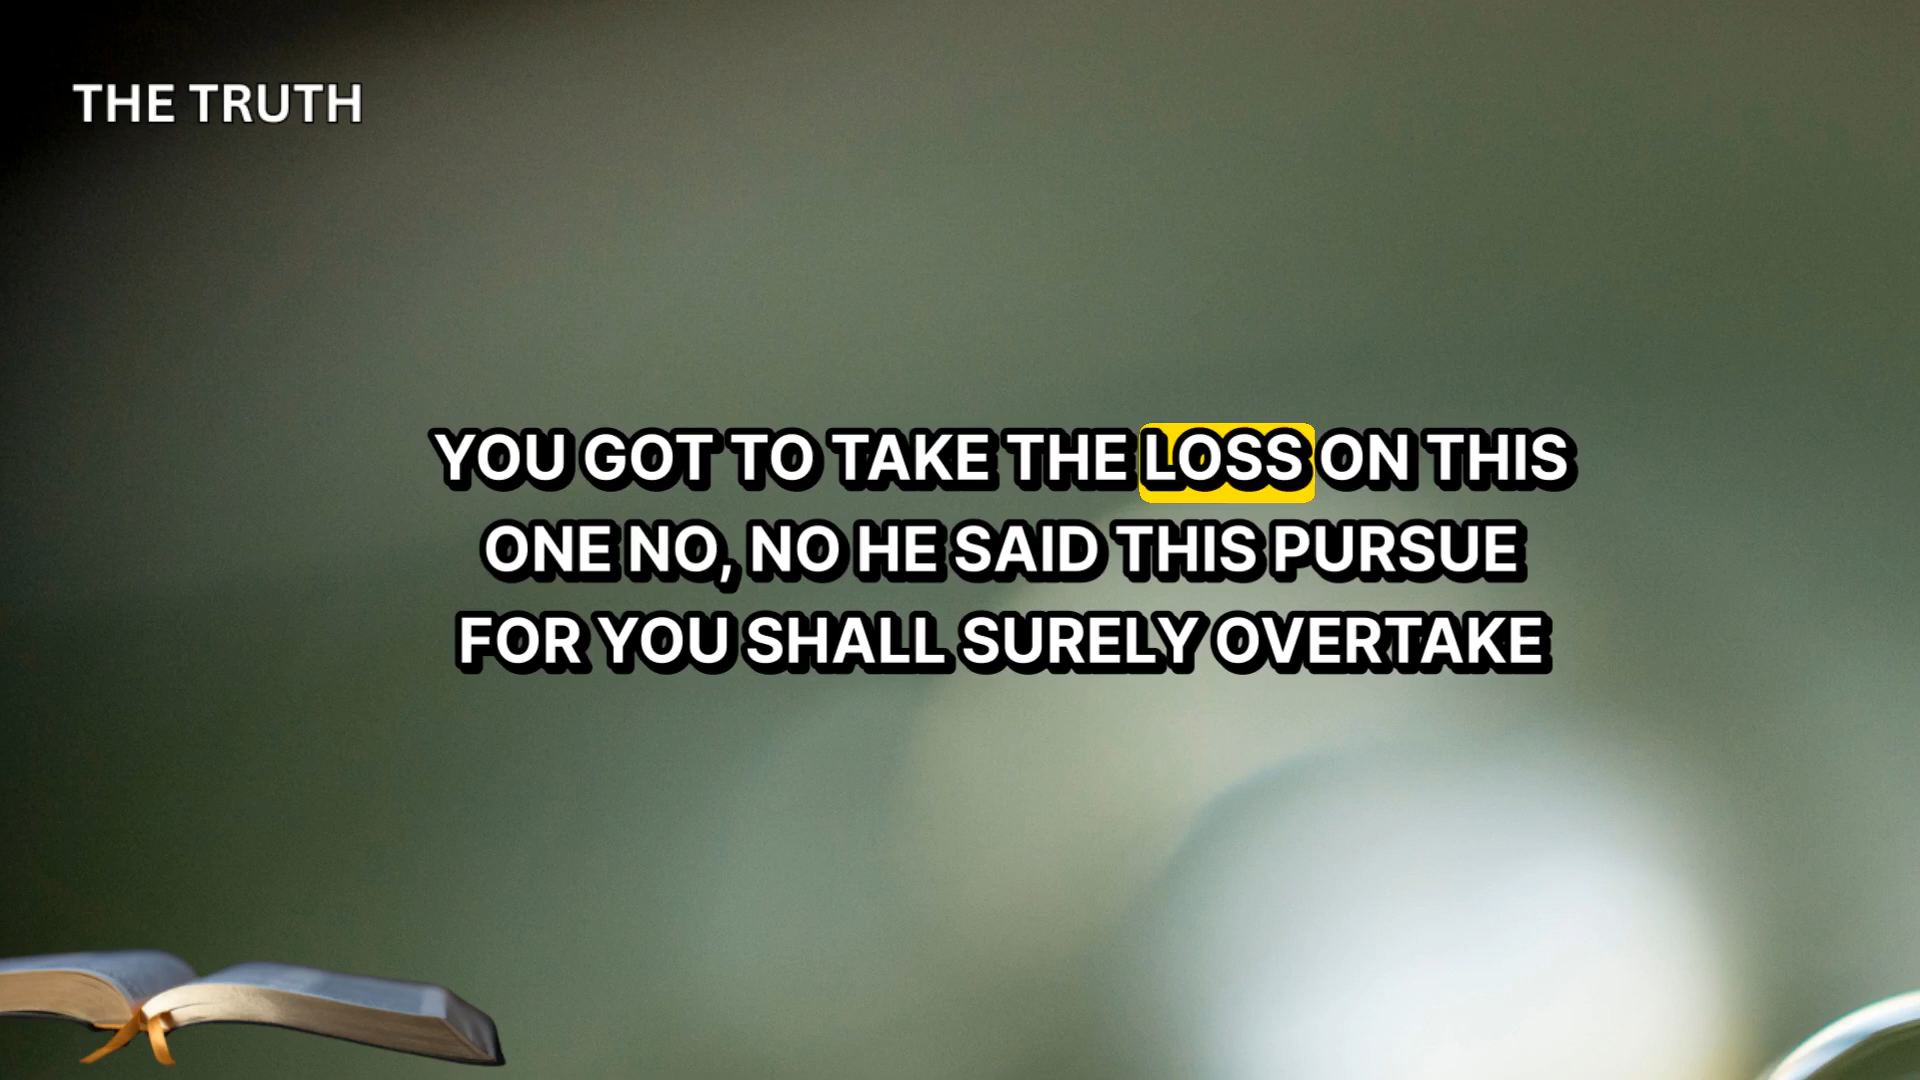 THE TRUTH
YOU GOT TO TAKE THE LOSS ON THIS
ONE NO, NO HE SAID THIS PURSUE
FOR YOU SHALL SURELY OVERTAKE